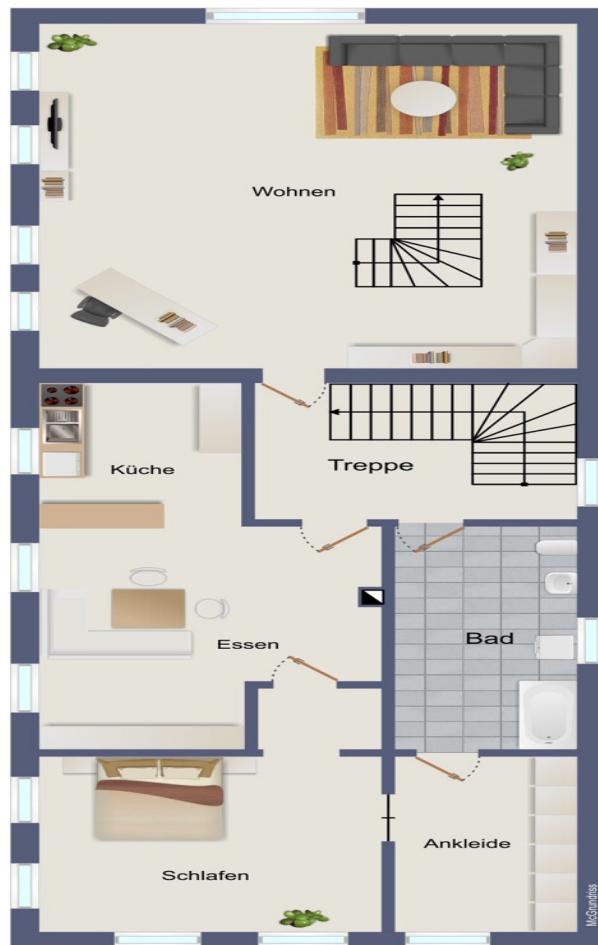 Wohnen
Küche
Treppe
Essen
Bad
Schlafen
Ankleide
McGrundriss